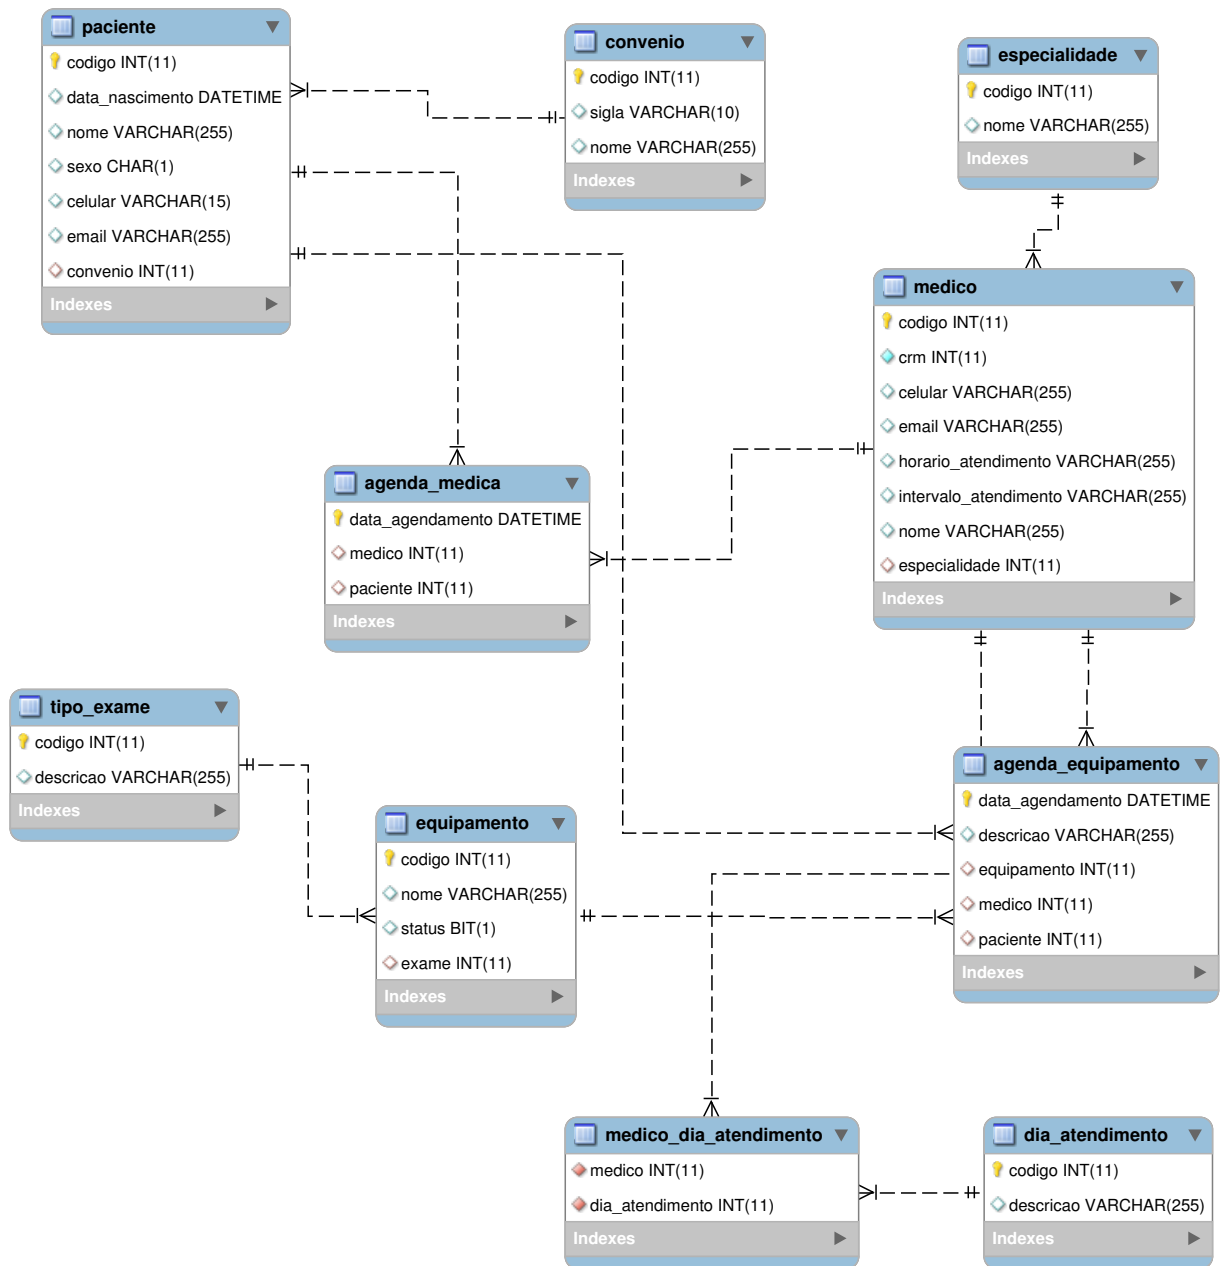 paciente
codigo INT(11)
data_nascimento DATETIME
nome VARCHAR(255)
sexo CHAR(1)
celular VARCHAR(15)
email VARCHAR(255)
convenio INT(11)
Indexes
convenio
codigo INT(11)
sigla VARCHAR(10)
nome VARCHAR(255)
Indexes
especialidade
codigo INT(11)
nome VARCHAR(255)
Indexes
medico
codigo INT(11)
crm INT(11)
celular VARCHAR(255)
email VARCHAR(255)
horario_atendimento VARCHAR(255)
intervalo_atendimento VARCHAR(255)
nome VARCHAR(255)
especialidade INT(11)
Indexes
agenda_medica
data_agendamento DATETIME
medico INT(11)
paciente INT(11)
Indexes
tipo_exame
codigo INT(11)
descricao VARCHAR(255)
Indexes
equipamento
codigo INT(11)
nome VARCHAR(255)
status BIT(1)
exame INT(11)
Indexes
agenda_equipamento
data_agendamento DATETIME
descricao VARCHAR(255)
equipamento INT(11)
medico INT(11)
paciente INT(11)
Indexes
medico_dia_atendimento
medico INT(11)
dia_atendimento INT(11)
Indexes
dia_atendimento
codigo INT(11)
descricao VARCHAR(255)
Indexes